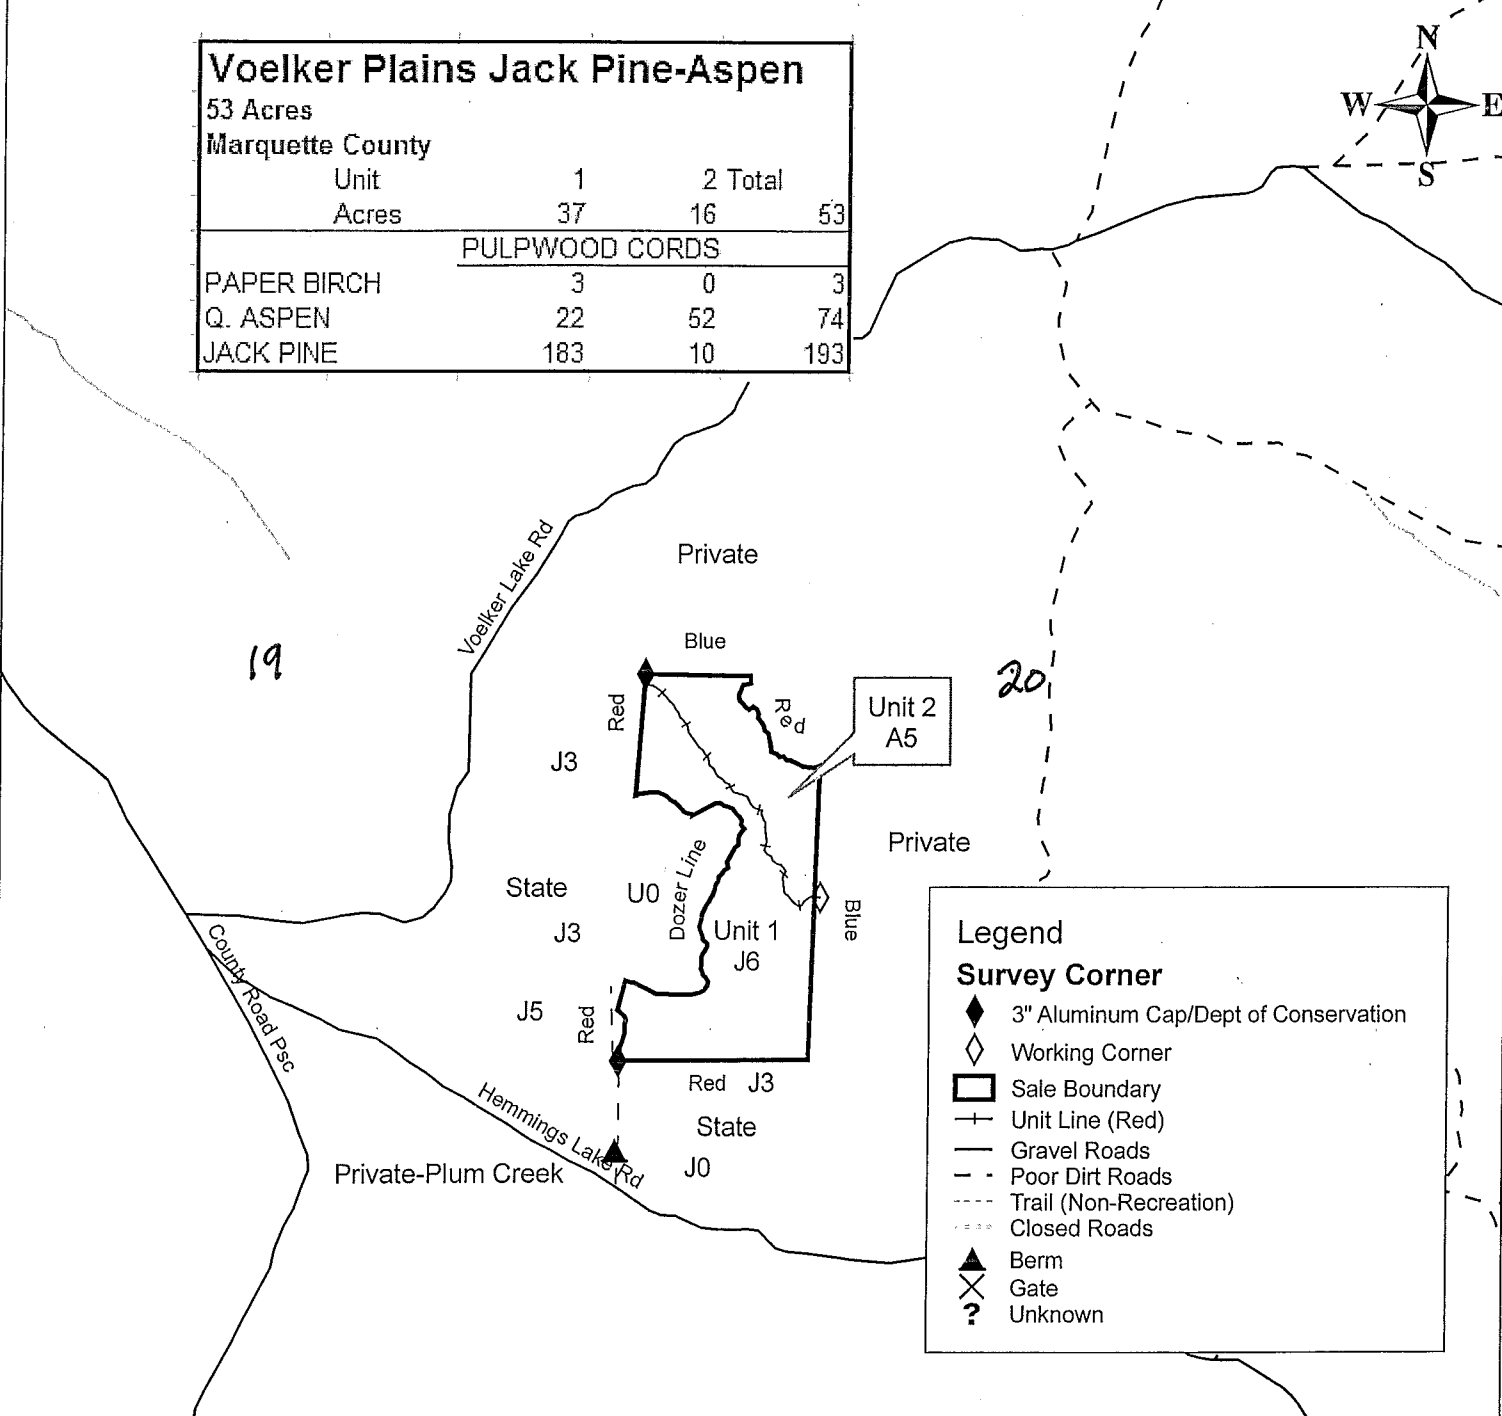 Voelker Plains Jack Pine-Aspen
53 Acres
Marquette County
Unit 1 2 Total
Acres 37 16 53
PULPWOOD CORDS
PAPER BIRCH 3 0 3
Q. ASPEN 22 52 74
JACK PINE 183 10 193
N
W E
S
Voelker Lake Rd
Private
Blue
19
20
Red
Red
Unit 2
A5
J3
Private
Dozer Line
State
U0
J3
Unit 1
J6
Blue
County Road Psc
J5
Red
Red J3
Hemmings Lake Rd
State
J0
Private-Plum Creek
Legend
Survey Corner
3" Aluminum Cap/Dept of Conservation
Working Corner
Sale Boundary
Unit Line (Red)
Gravel Roads
Poor Dirt Roads
Trail (Non-Recreation)
Closed Roads
Berm
Gate
? Unknown